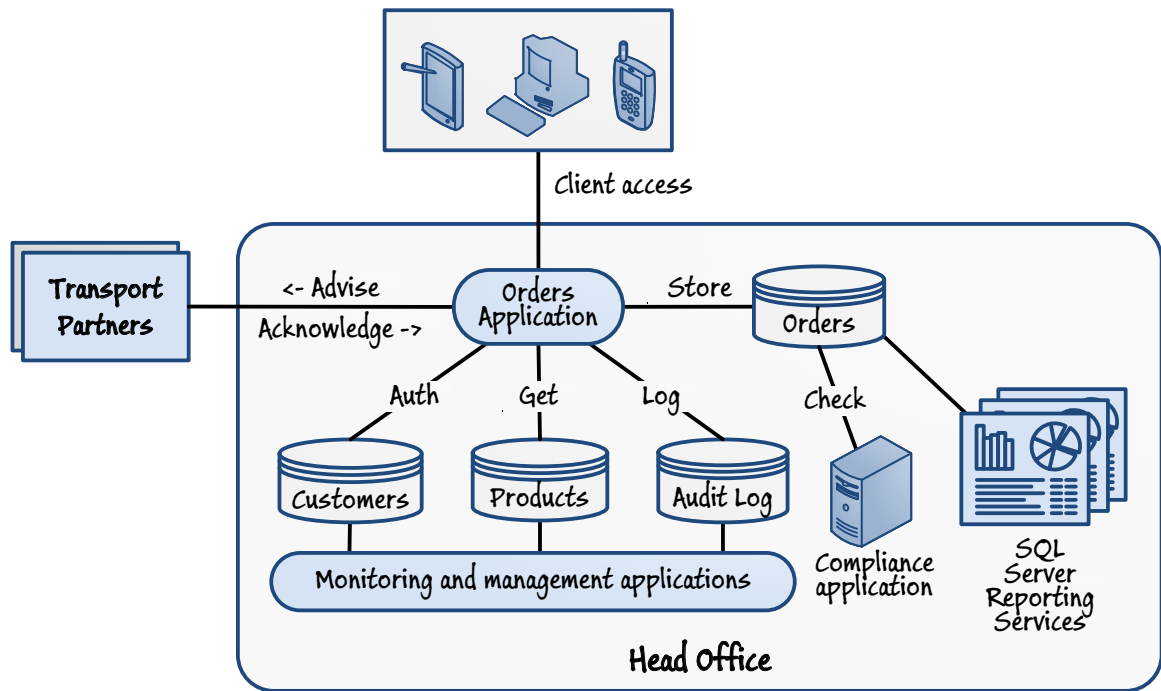 Client access
Transport
Partners
<- Advise
Acknowledge ->
Orders
Application
Store
Orders
Auth
Get
Log
Check
Customers
Products
Audit Log
Monitoring and management applications
Compliance
application
SQL
Server
Reporting
Services
Head Office